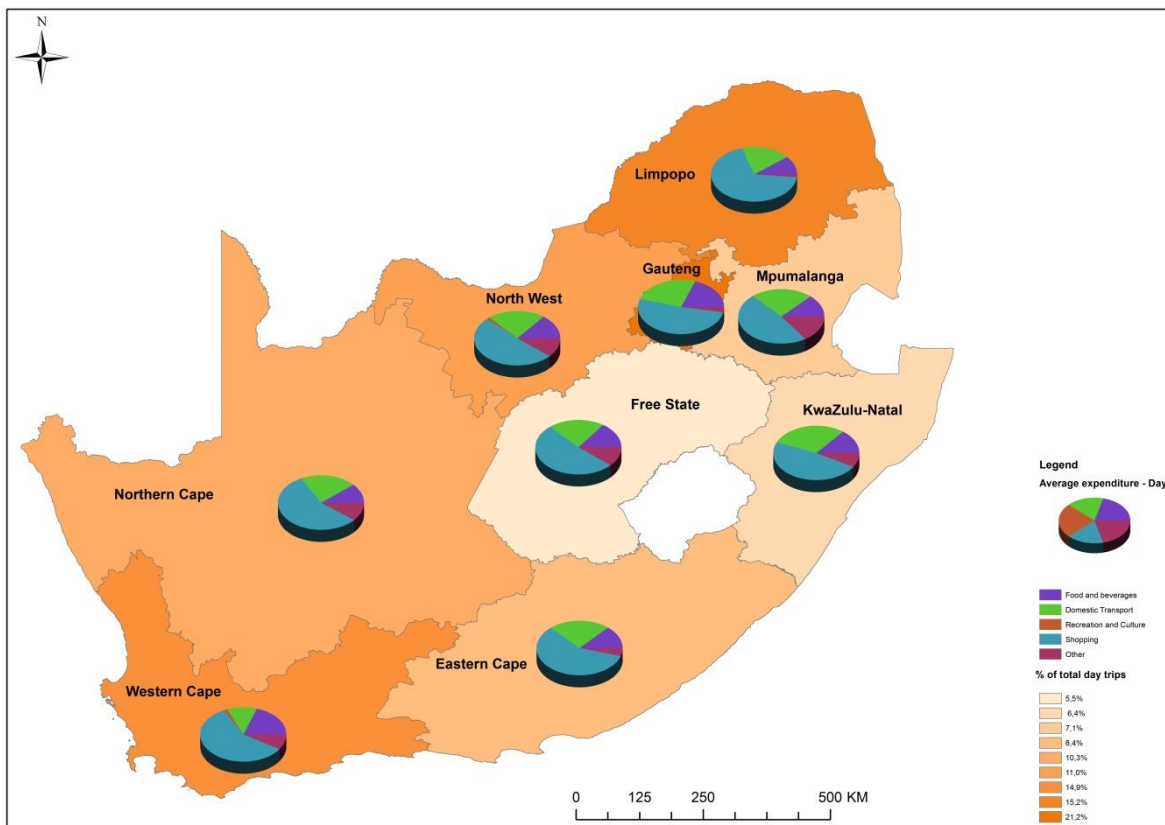 N
Limpopo
Gauteng
Mpumalanga
North West
Free State
KwaZulu-Natal
Northern Cape
Eastern Cape
Western Cape
Legend
Average expenditure - Day
Food and beverages
Domestic Transport
Recreation and Culture
Shopping
Other
% of total day trips
5,5%
6,4%
7,1%
8,4%
10,3%
11,0%
14,9%
15,2%
21,2%
0 125 250 500 KM